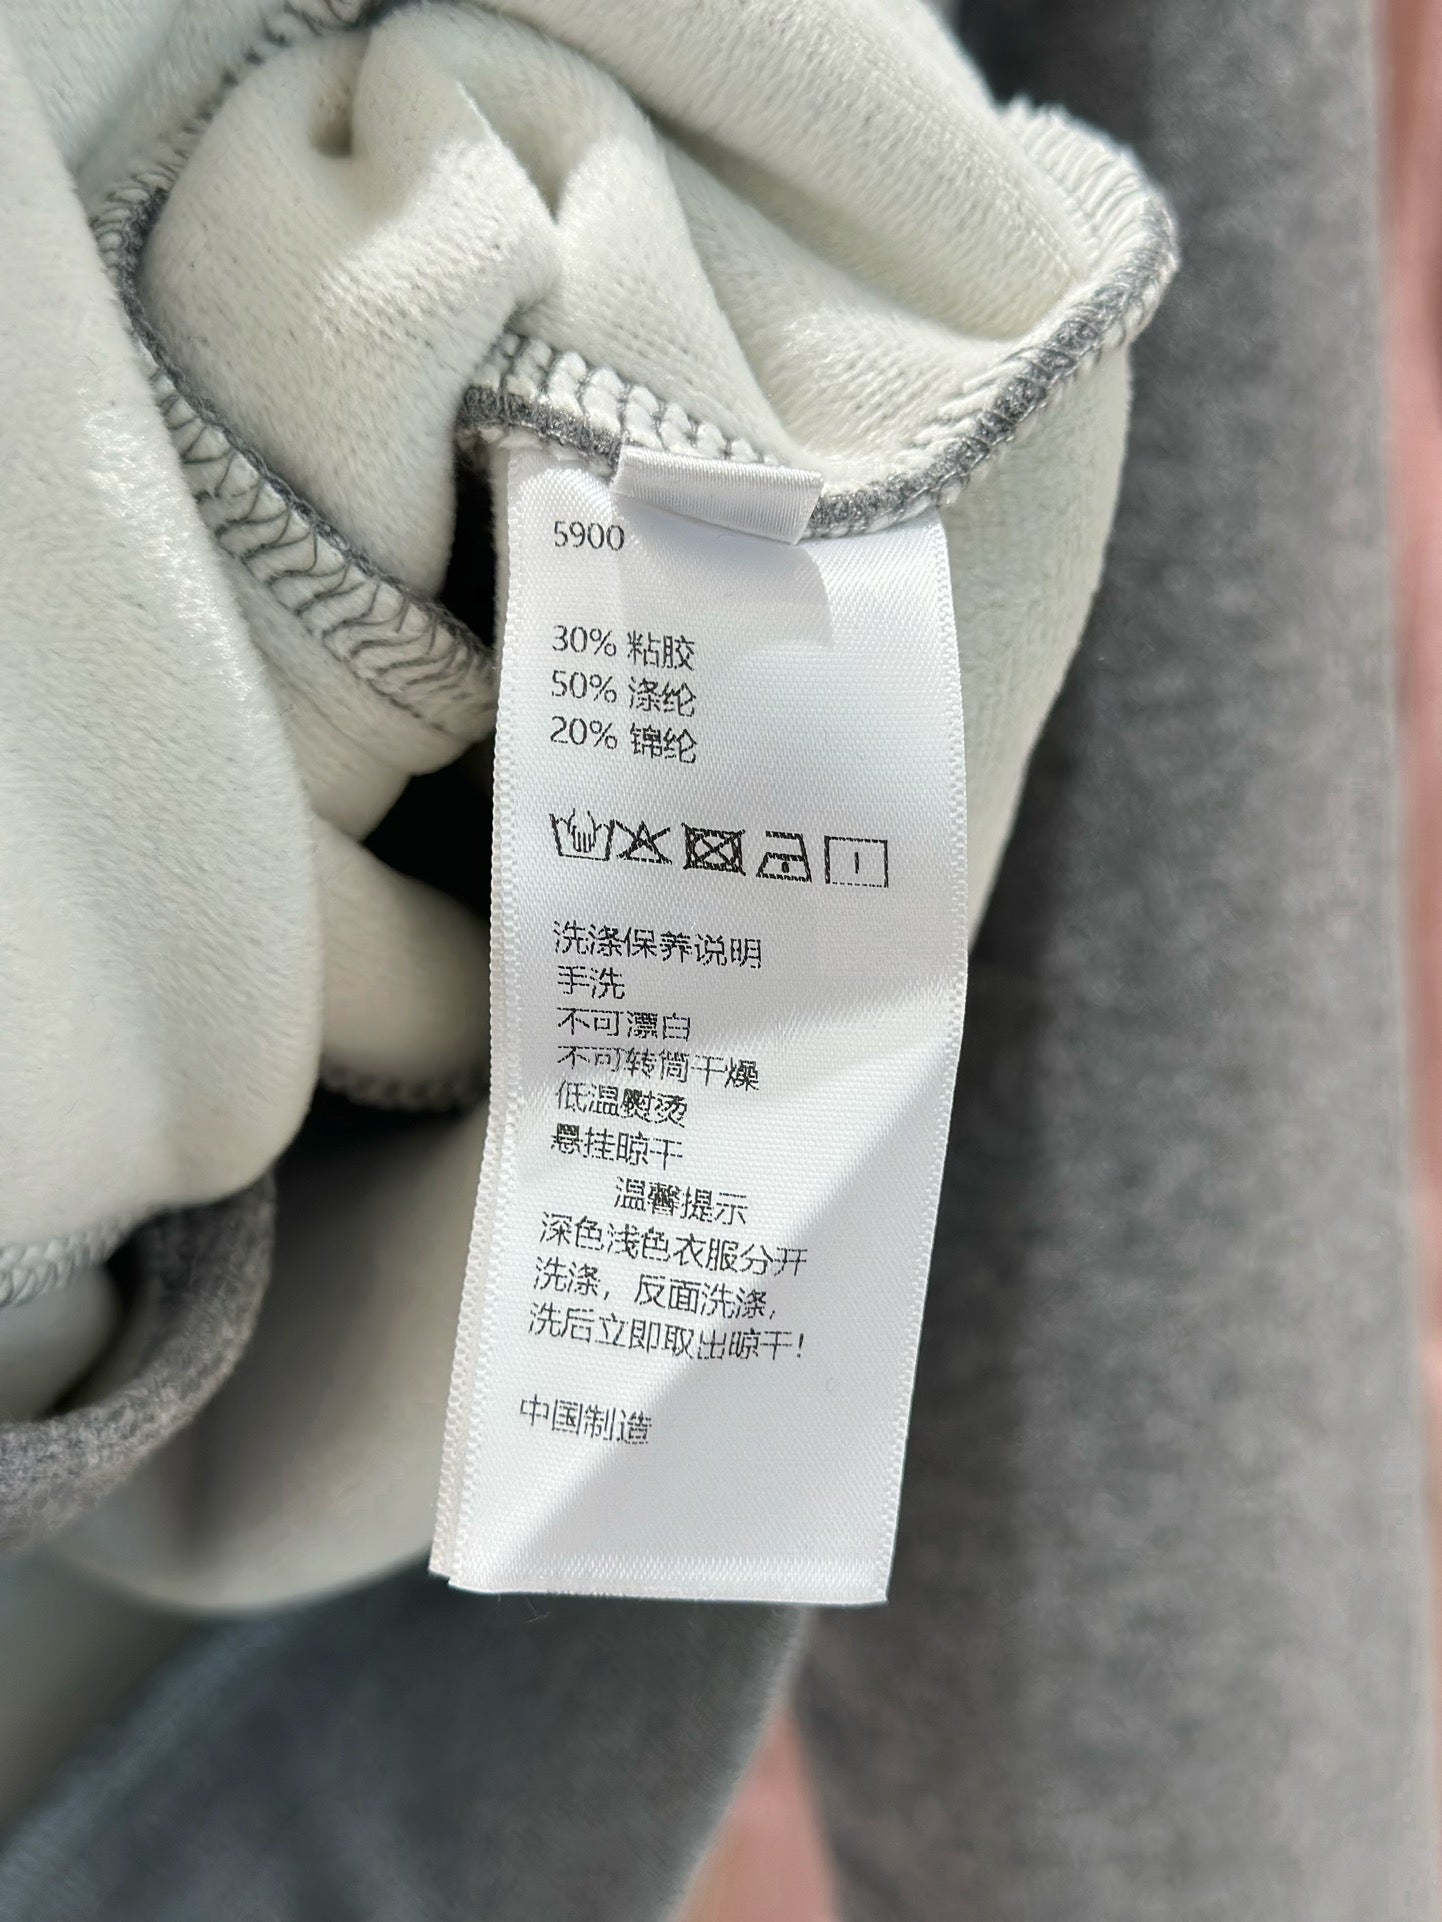 5900
30% 粘胶
50% 涤纶
20% 锦纶
洗涤保养说明
手洗
不可漂白
不可转筒干燥
低温熨烫
悬挂晾干
温馨提示
深色浅色衣服分开
洗涤，反面洗涤，
洗后立即取出晾干！
中国制造